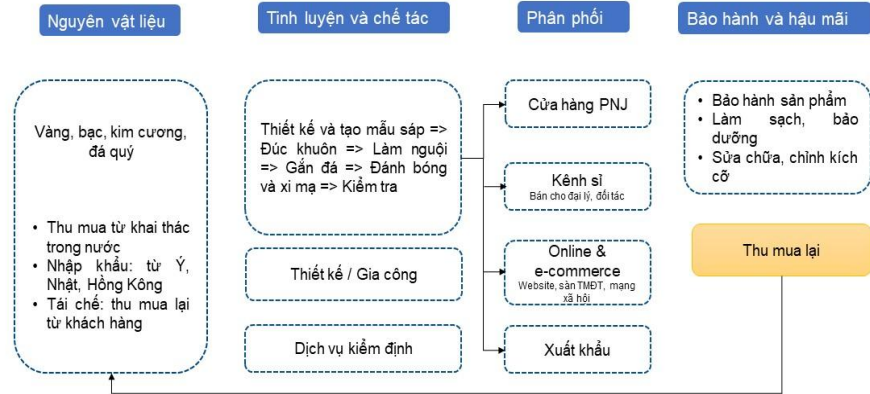 Nguyên vật liệu
Tinh luyện và chế tác
Phân phối
Bảo hành và hậu mãi
Vàng, bạc, kim cương,
đá quý
• Thu mua từ khai thác
trong nước
• Nhập khẩu: từ Ý,
Nhật, Hồng Kông
• Tái chế: thu mua lại
từ khách hàng
Thiết kế và tạo mẫu sáp =>
Đúc khuôn => Làm nguội
=> Gắn đá => Đánh bóng
và xi mạ => Kiểm tra
Thiết kế / Gia công
Dịch vụ kiểm định
Cửa hàng PNJ
Kênh sỉ
Bán cho đại lý, đối tác
Online &
e-commerce
Website, sàn TMĐT, mạng
xã hội
Xuất khẩu
• Bảo hành sản phẩm
• Làm sạch, bảo
dưỡng
• Sửa chữa, chỉnh kích
cỡ
Thu mua lại